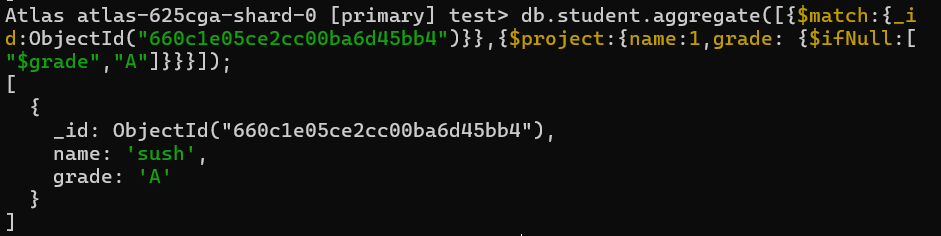 Atlas atlas-625cga-shard-0 [primary] test> db.student.aggregate([{$match:{_i
d:ObjectId("660c1e05ce2cc00ba6d45bb4")}},{$project:{name:1,grade: {$ifNull:[
"$grade","A"]}}}]);
[
  {
    _id: ObjectId("660c1e05ce2cc00ba6d45bb4"),
    name: 'sush',
    grade: 'A'
  }
]